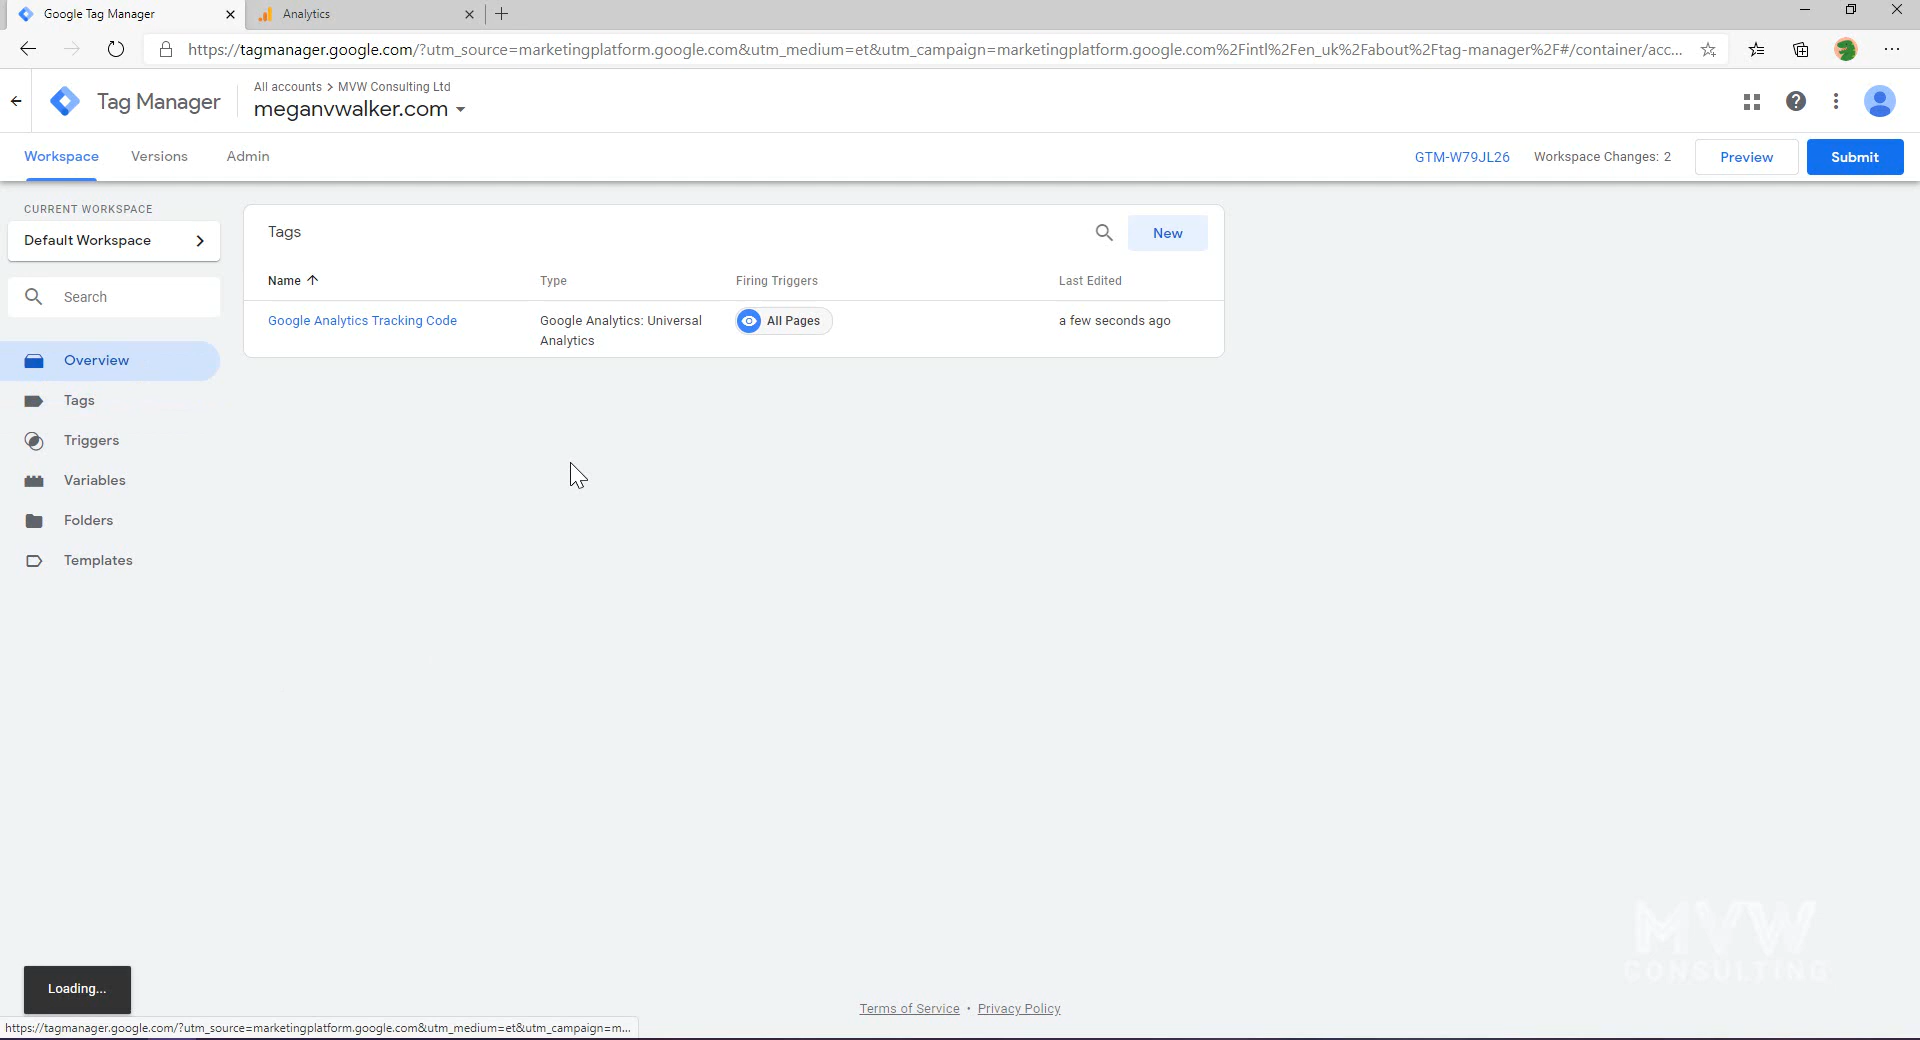 Google Tag Manager
Analytics
https://tagmanager.google.com/?utm_source=marketingplatform.google.com&utm_medium=et&utm_campaign=marketingplatform.google.com%2Fintl%2Fen_uk%2Fabout%2Ftag-manager%2F#/container/acc...
Tag Manager
All accounts > MVW Consulting Ltd
meganvwalker.com
Workspace Versions Admin
GTM-W79JL26 Workspace Changes: 2 Preview Submit
CURRENT WORKSPACE
Default Workspace
Search
Overview
Tags
Triggers
Variables
Folders
Templates
Tags
New
Name Type Firing Triggers Last Edited
Google Analytics Tracking Code Google Analytics: Universal Analytics All Pages a few seconds ago
MVW
CONSULTING
Loading...
Terms of Service • Privacy Policy
https://tagmanager.google.com/?utm_source=marketingplatform.google.com&utm_medium=et&utm_campaign=m...